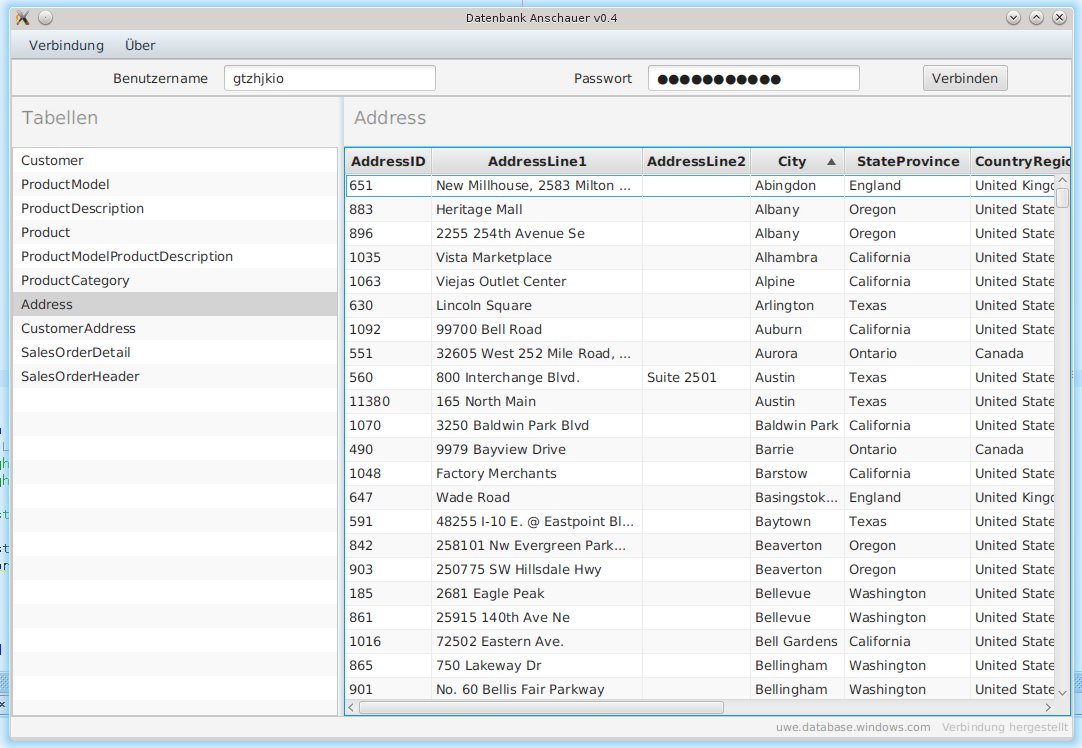 Datenbank Anschauer v0.4
Verbindung Über
Benutzername gtzhjkio Passwort ●●●●●●●●●●● Verbinden
Tabellen
Customer
ProductModel
ProductDescription
Product
ProductModelProductDescription
ProductCategory
Address
CustomerAddress
SalesOrderDetail
SalesOrderHeader
Address
AddressID AddressLine1 AddressLine2 City ▲ StateProvince CountryRegio
651 New Millhouse, 2583 Milton ... Abingdon England United Kingd
883 Heritage Mall Albany Oregon United State
896 2255 254th Avenue Se Albany Oregon United State
1035 Vista Marketplace Alhambra California United State
1063 Viejas Outlet Center Alpine California United State
630 Lincoln Square Arlington Texas United State
1092 99700 Bell Road Auburn California United State
551 32605 West 252 Mile Road, ... Aurora Ontario Canada
560 800 Interchange Blvd. Suite 2501 Austin Texas United State
11380 165 North Main Austin Texas United State
1070 3250 Baldwin Park Blvd Baldwin Park California United State
490 9979 Bayview Drive Barrie Ontario Canada
1048 Factory Merchants Barstow California United State
647 Wade Road Basingstok... England United Kingd
591 48255 I-10 E. @ Eastpoint Bl... Baytown Texas United State
842 258101 Nw Evergreen Park... Beaverton Oregon United State
903 250775 SW Hillsdale Hwy Beaverton Oregon United State
185 2681 Eagle Peak Bellevue Washington United State
861 25915 140th Ave Ne Bellevue Washington United State
1016 72502 Eastern Ave. Bell Gardens California United State
865 750 Lakeway Dr Bellingham Washington United State
901 No. 60 Bellis Fair Parkway Bellingham Washington United State
uwe.database.windows.com Verbindung hergestellt